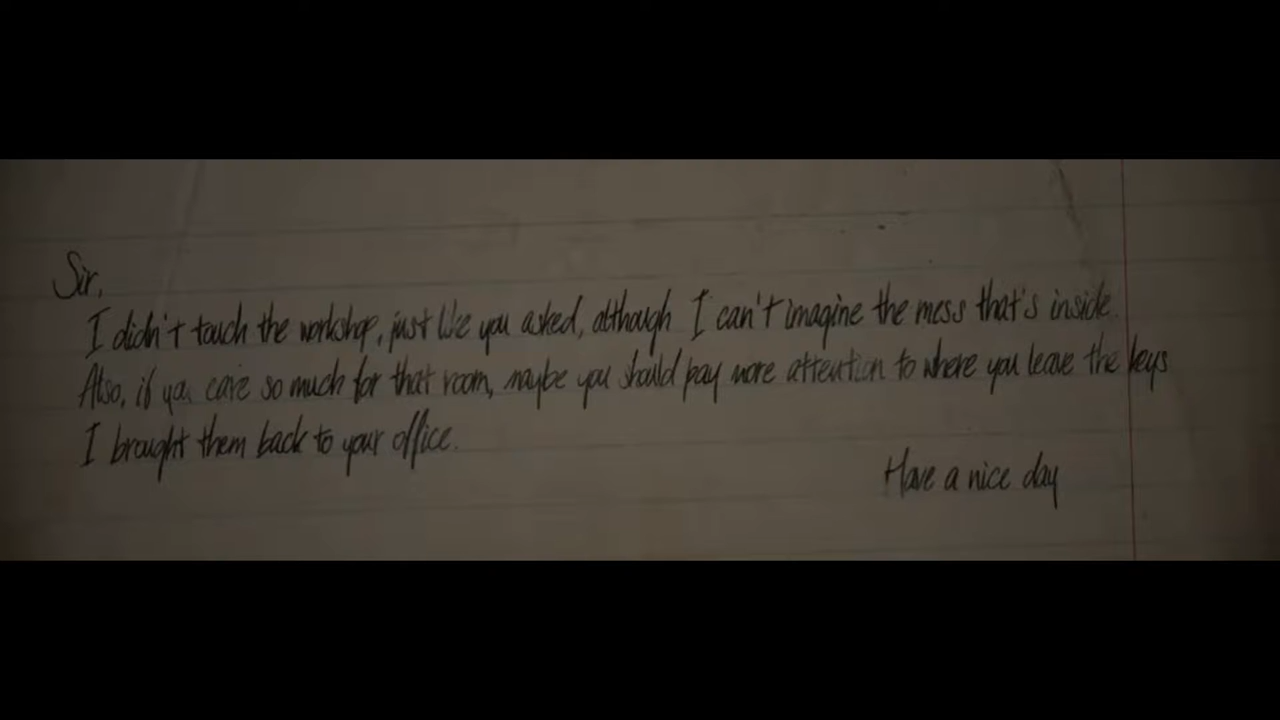 Sir,
I didn't touch the workshop, just like you asked, although I can't imagine the mess that's inside.
Also, if you care so much for that room, maybe you should pay more attention to where you leave the keys
I brought them back to your office.
Have a nice day